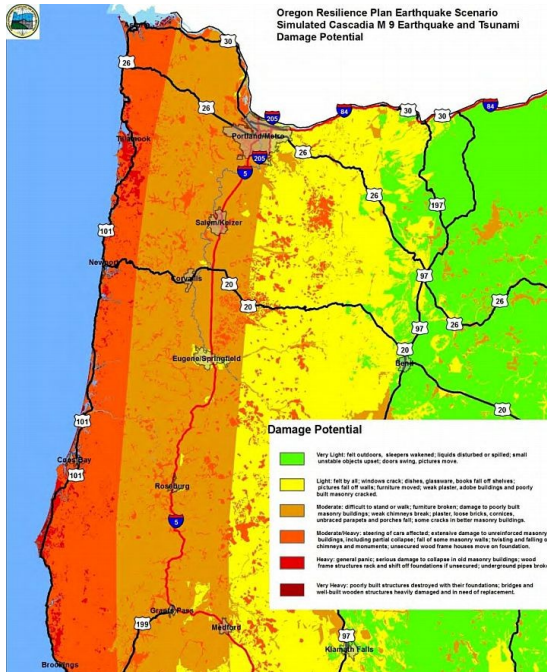 Oregon Resilience Plan Earthquake Scenario
Simulated Cascadia M 9 Earthquake and Tsunami
Damage Potential
30
26
26
205
84
30
84
30
Portland/Metro
Tillamook
26
205
5
26
197
Salem/Keizer
101
Newport
Corvallis
20
97
20
20
26
97
26
Eugene/Springfield
20
Bend
20
101
Coos Bay
101
Roseburg
5
Grants Pass
199
Medford
Brookings
97
Klamath Falls
Damage Potential
Very Light: felt outdoors, sleepers wakened; liquids disturbed or spilled; small
unstable objects upset; doors swing, pictures move.
Light: felt by all; windows crack; dishes, glassware, books fall off shelves;
pictures fall off walls; furniture moved; weak plaster, adobe buildings and poorly
built masonry cracked.
Moderate: difficult to stand or walk; furniture broken; damage to poorly built
masonry buildings; weak chimneys break; plaster, loose bricks, cornices,
unbraced parapets and porches fall; some cracks in better masonry buildings.
Moderate/Heavy: steering of cars affected; extensive damage to unreinforced masonry
buildings, including partial collapse; fall of some masonry walls; twisting and falling o
chimneys and monuments; unsecured wood frame houses move on foundation.
Heavy: general panic; serious damage to collapse in old masonry buildings; wood
frame structures rack and shift off foundations if unsecured; underground pipes broke
Very Heavy: poorly built structures destroyed with their foundations; bridges and
well-built wooden structures heavily damaged and in need of replacement.